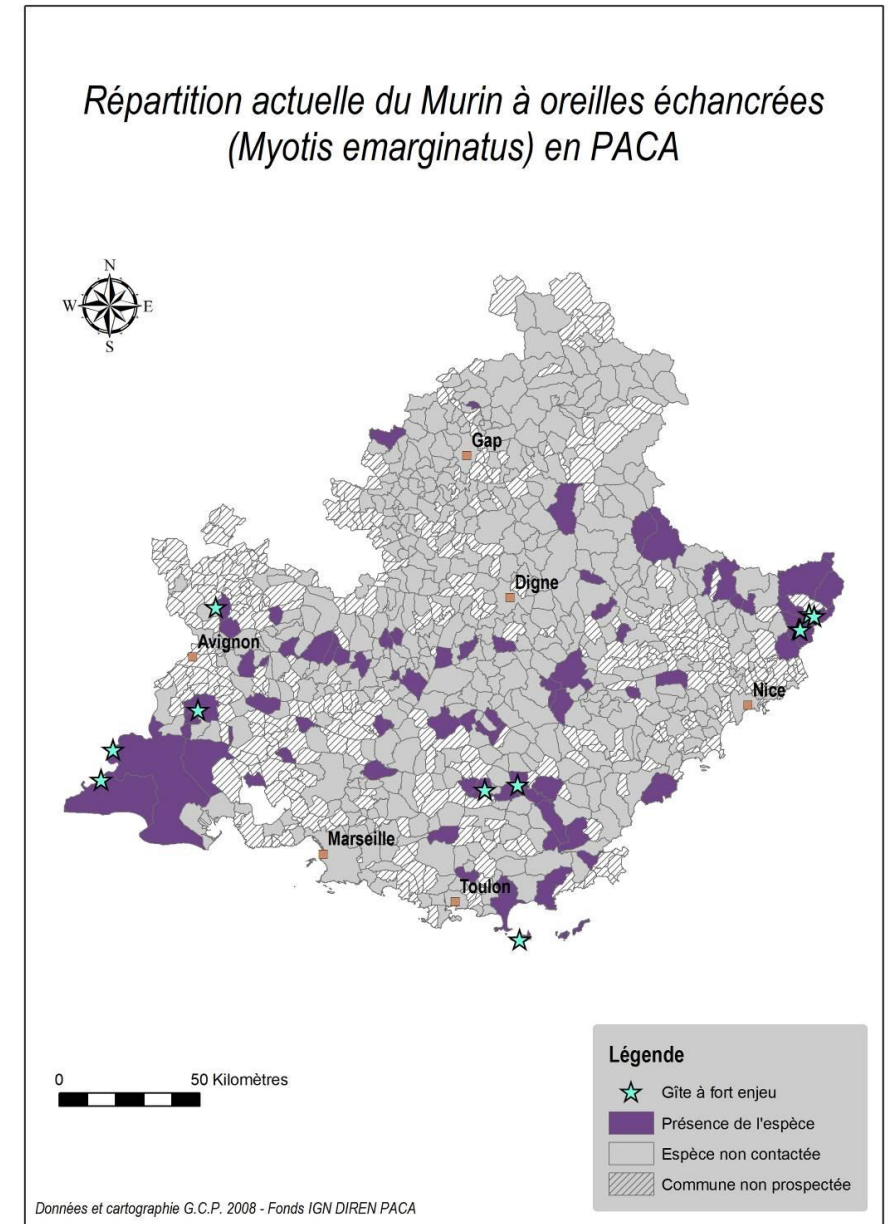 Répartition actuelle du Murin à oreilles échancrées
(Myotis emarginatus) en PACA
N
W E
S
Gap
Digne
Avignon
Nice
Marseille
Toulon
0 50 Kilomètres
Légende
Gîte à fort enjeu
Présence de l'espèce
Espèce non contactée
Commune non prospectée
Données et cartographie G.C.P. 2008 - Fonds IGN DIREN PACA